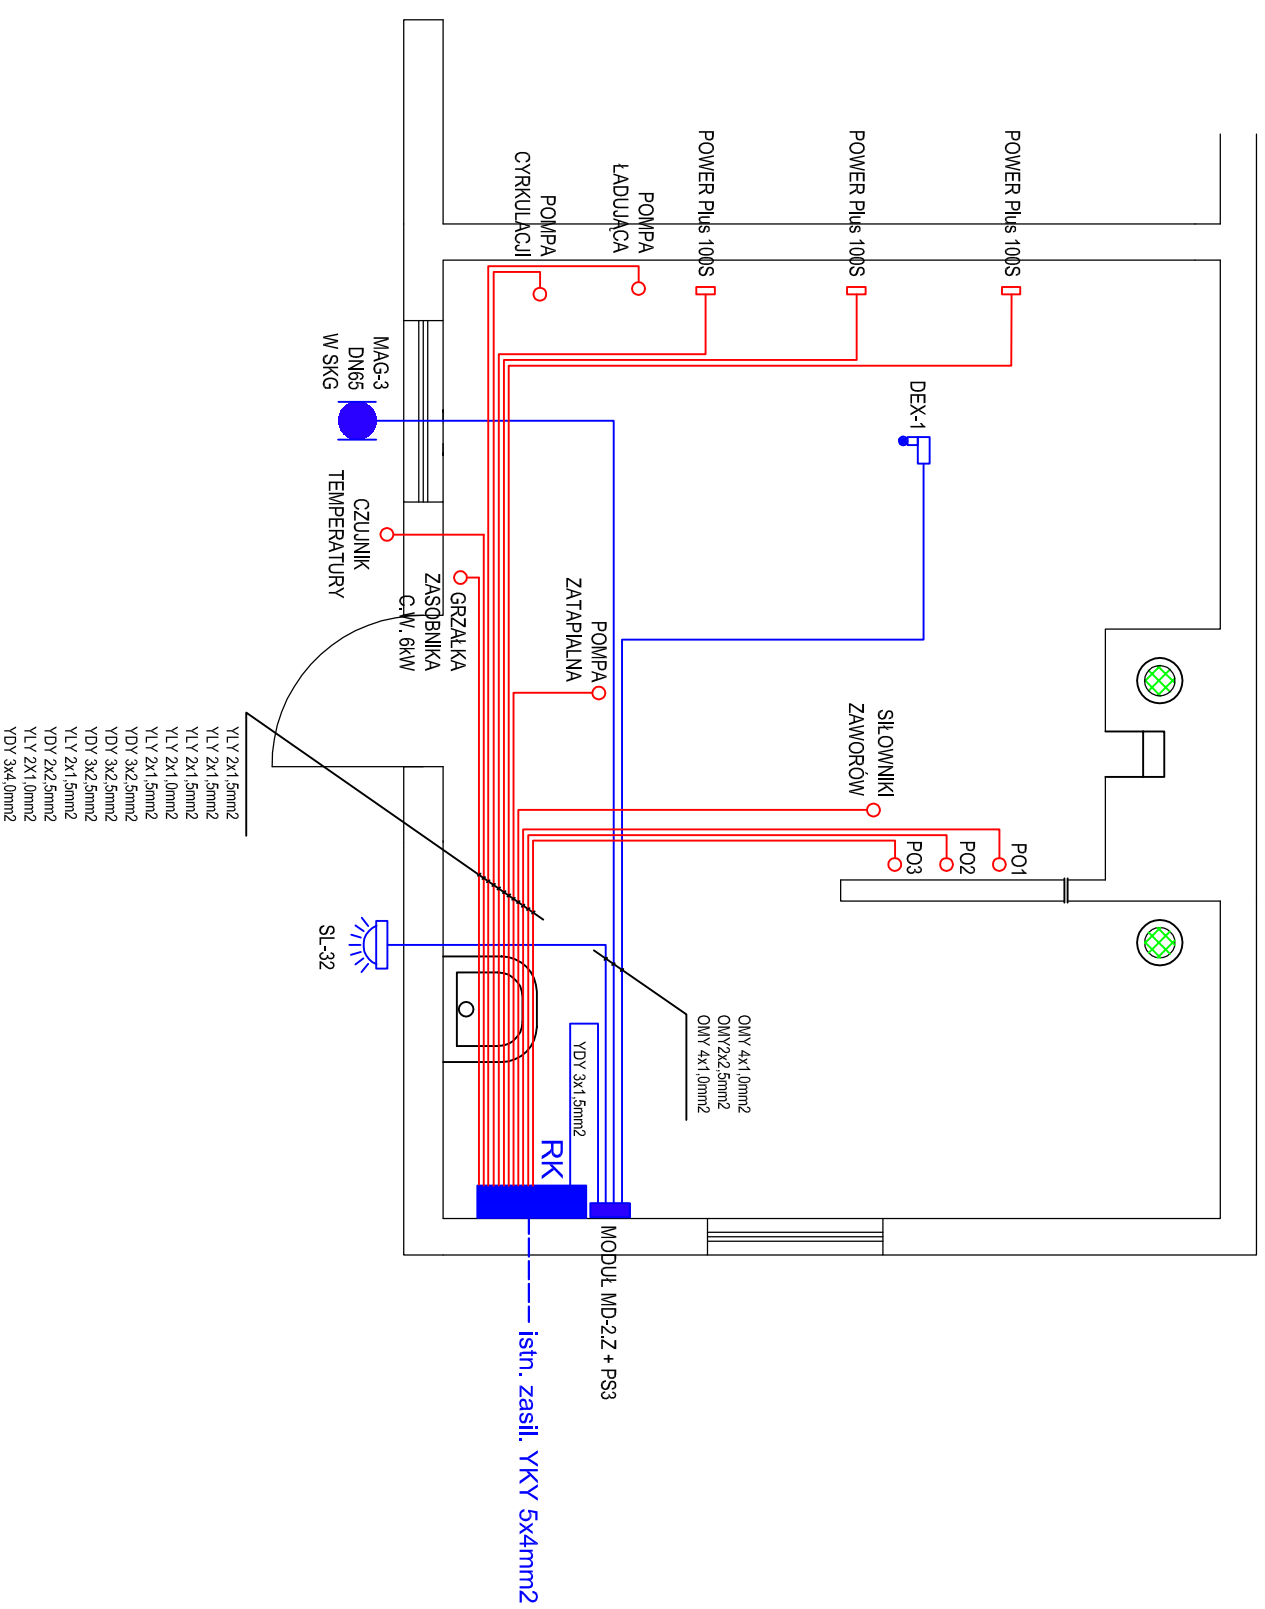 POWER Plus 100S
POWER Plus 100S
POWER Plus 100S
POMPA
ŁADUJĄCA
POMPA
CYRKULACJI
DEX-1
MAG-3
DN65
W SKG
CZUJNIK
TEMPERATURY
GRZAŁKA
ZASOBNIKA
C.W. 6kW
POMPA
ZATAPIALNA
SIŁOWNIKI
ZAWORÓW
PO1
PO2
PO3
YLY 2x1,5mm2
YLY 2x1,5mm2
YLY 2x1,5mm2
YLY 2x1,0mm2
YLY 2x1,5mm2
YDY 3x2,5mm2
YDY 3x2,5mm2
YDY 3x2,5mm2
YLY 2x1,5mm2
YDY 2x2,5mm2
YLY 2X1,0mm2
YDY 3x4,0mm2
SL-32
OMY 4x1,0mm2
OMY2x2,5mm2
OMY 4x1,0mm2
YDY 3x1,5mm2
RK
MODUŁ MD-2.Z + PS3
istn. zasil. YKY 5x4mm2